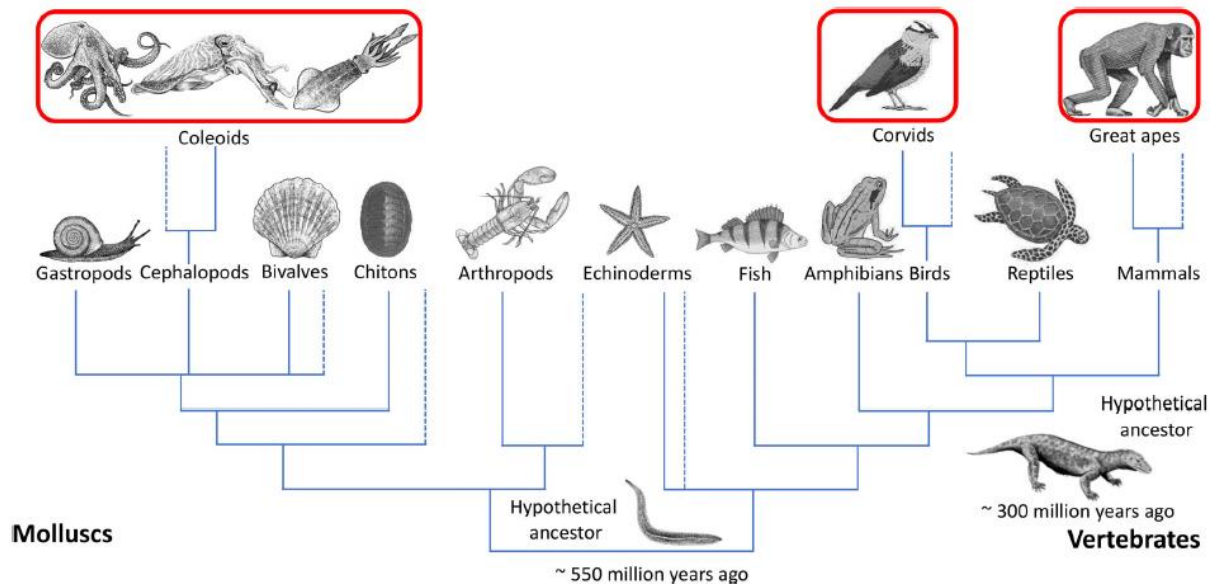 Coleoids
Corvids
Great apes
Gastropods
Cephalopods
Bivalves
Chitons
Arthropods
Echinoderms
Fish
Amphibians
Birds
Reptiles
Mammals
Hypothetical
ancestor
~ 300 million years ago
Hypothetical
ancestor
Molluscs
Vertebrates
~ 550 million years ago